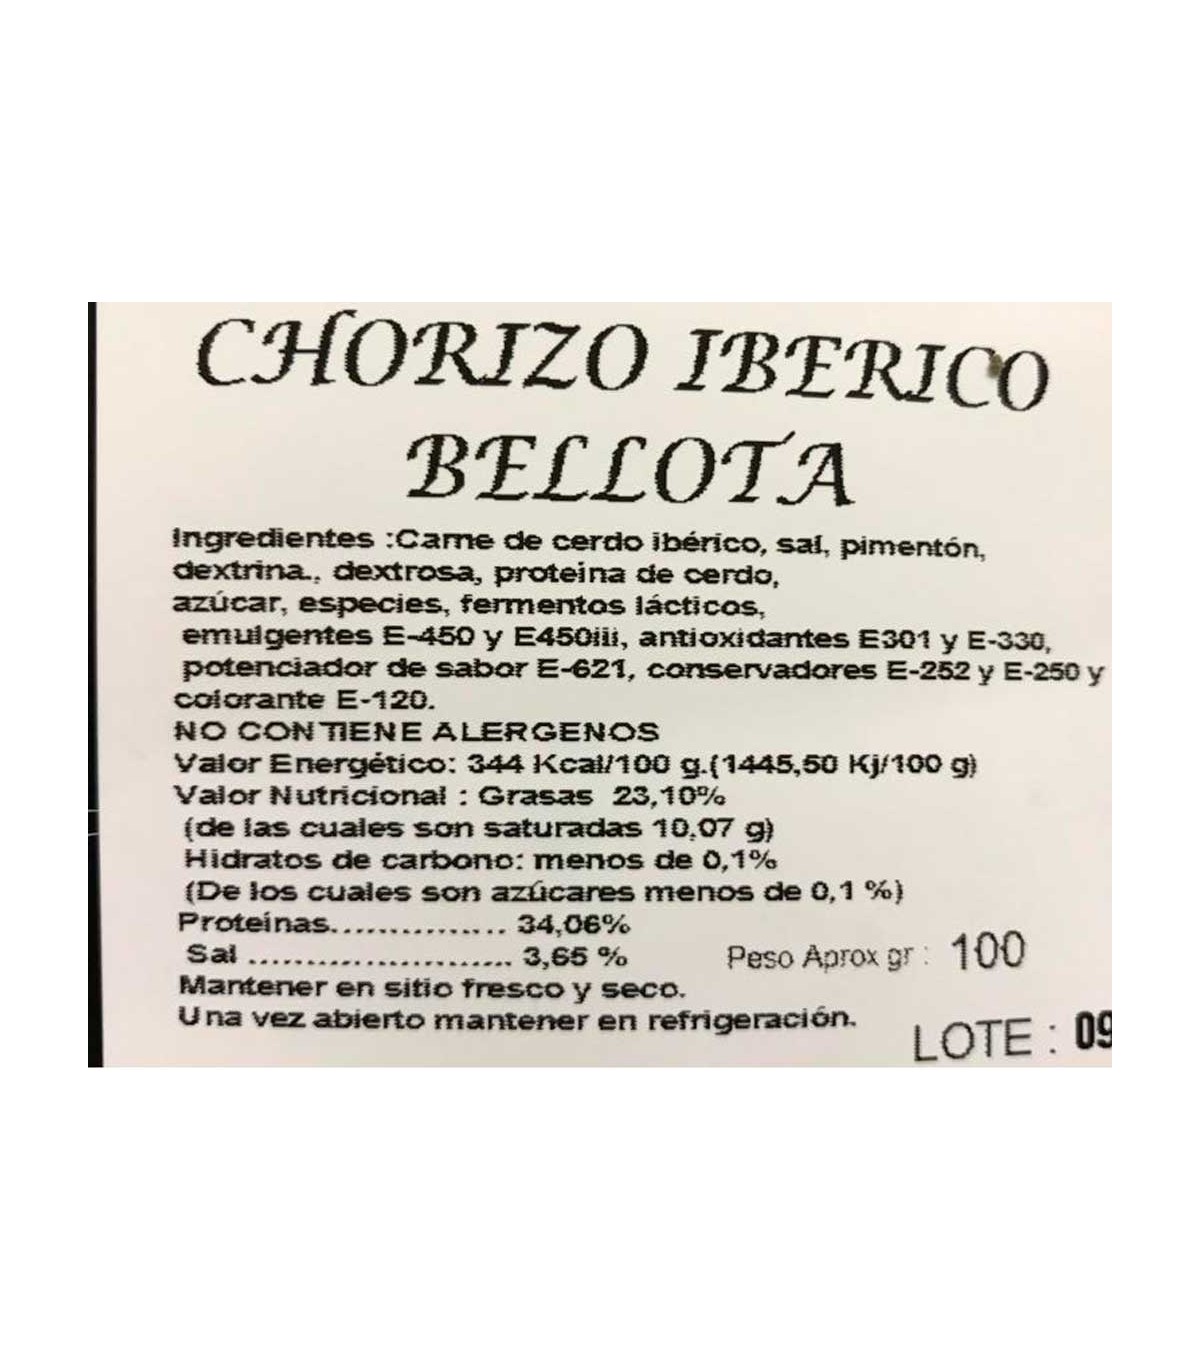 CHORIZO IBERICO
BELLOTA
Ingredientes :Carne de cerdo ibérico, sal, pimentón,
dextrina., dextrosa, proteina de cerdo,
azúcar, especies, fermentos lácticos,
emulgentes E-450 y E450iii, antioxidantes E301 y E-330,
potenciador de sabor E-621, conservadores E-252 y E-250 y
colorante E-120.
NO CONTIENE ALERGENOS
Valor Energético: 344 Kcal/100 g.(1445,50 Kj/100 g)
Valor Nutricional : Grasas 23,10%
(de las cuales son saturadas 10,07 g)
Hidratos de carbono: menos de 0,1%
(De los cuales son azúcares menos de 0,1 %)
Proteínas............... 34,06%
Sal ....................... 3,65 % Peso Aprox gr : 100
Mantener en sitio fresco y seco.
Una vez abierto mantener en refrigeración.
LOTE : 09